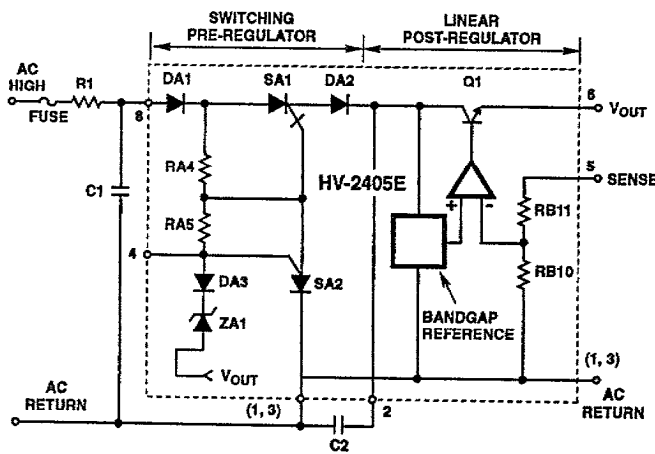 SWITCHING
PRE-REGULATOR
LINEAR
POST-REGULATOR
AC
HIGH
FUSE
R1
8
DA1
SA1
DA2
Q1
6
VOUT
5
SENSE
C1
RA4
HV-2405E
+
-
RB11
RA5
4
DA3
SA2
RB10
ZA1
BANDGAP
REFERENCE
VOUT
(1, 3)
AC
RETURN
AC
RETURN
(1, 3)
2
C2